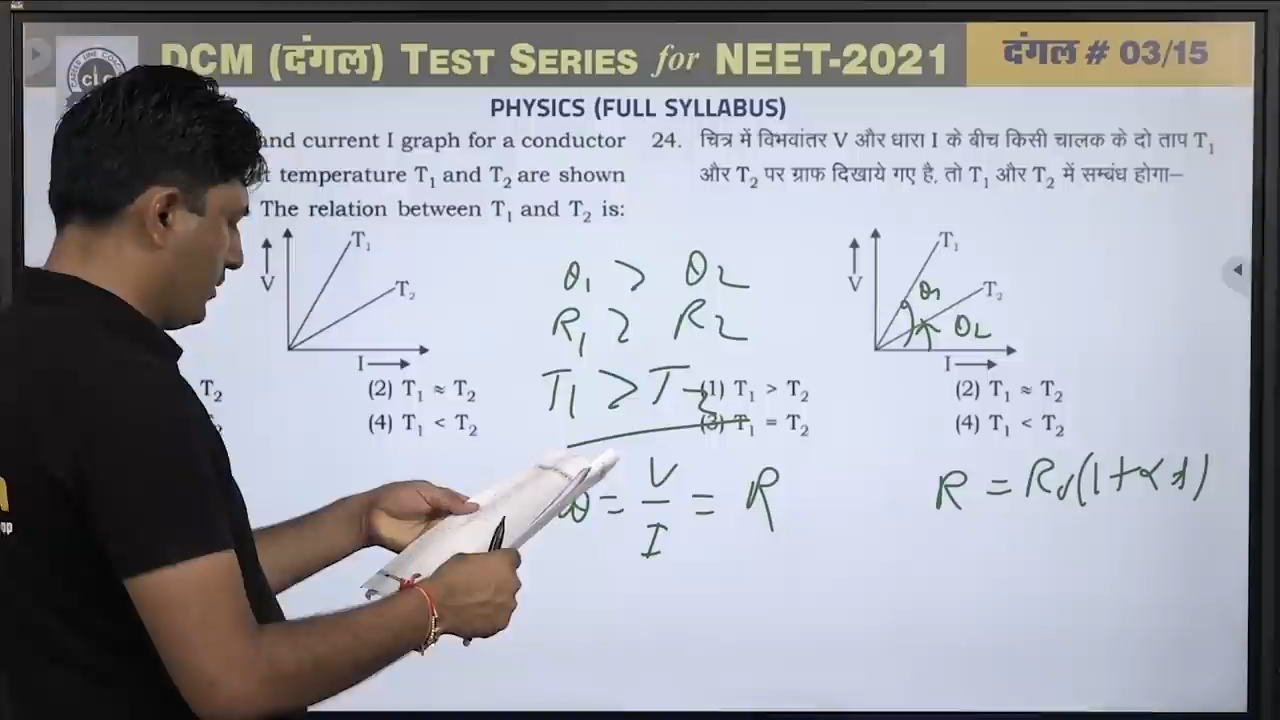 DCM (दंगल) TEST SERIES for NEET-2021
दंगल # 03/15
PHYSICS (FULL SYLLABUS)
and current I graph for a conductor
temperature T₁ and T₂ are shown
The relation between T₁ and T₂ is:
V
T₁
T₂
I
T₂
(2) T₁ ≈ T₂
(4) T₁ < T₂
θ₁ > θ₂
R₁ > R₂
T₁ > T₂
θ = V/I = R
24. चित्र में विभवांतर V और धारा I के बीच किसी चालक के दो ताप T₁
और T₂ पर ग्राफ दिखाये गए है, तो T₁ और T₂ में सम्बंध होगा–
V
T₁
T₂
θ₁
θ₂
I
(1) T₁ > T₂
(2) T₁ ≈ T₂
(3) T₁ = T₂
(4) T₁ < T₂